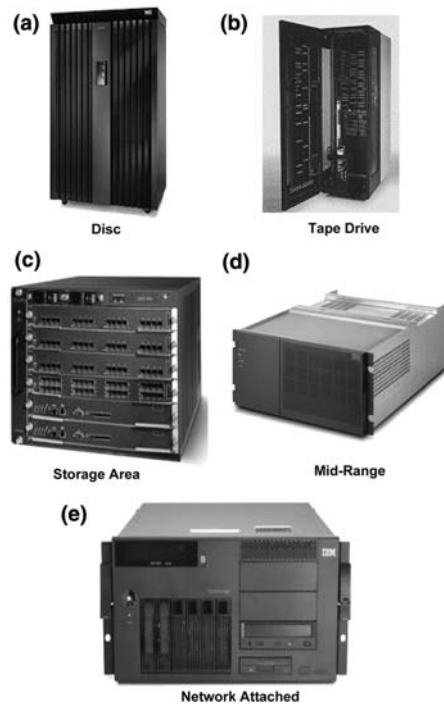 (a)
Disc
(b)
Tape Drive
(c)
Storage Area
(d)
Mid-Range
(e)
IBM
Network Attached